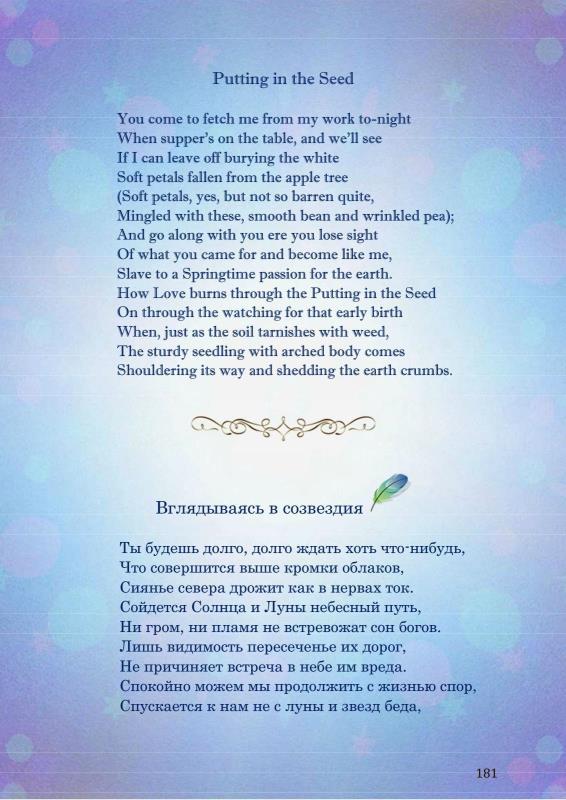 Putting in the Seed
You come to fetch me from my work to-night
When supper's on the table, and we'll see
If I can leave off burying the white
Soft petals fallen from the apple tree
(Soft petals, yes, but not so barren quite,
Mingled with these, smooth bean and wrinkled pea);
And go along with you ere you lose sight
Of what you came for and become like me,
Slave to a Springtime passion for the earth.
How Love burns through the Putting in the Seed
On through the watching for that early birth
When, just as the soil tarnishes with weed,
The sturdy seedling with arched body comes
Shouldering its way and shedding the earth crumbs.
Вглядываясь в созвездия
Ты будешь долго, долго ждать хоть что-нибудь,
Что совершится выше кромки облаков,
Сиянье севера дрожит как в нервах ток.
Сойдется Солнца и Луны небесный путь,
Ни гром, ни пламя не встревожат сон богов.
Лишь видимость пересеченье их дорог,
Не причиняет встреча в небе им вреда.
Спокойно можем мы продолжить с жизнью спор,
Спускается к нам не с луны и звезд беда,
181